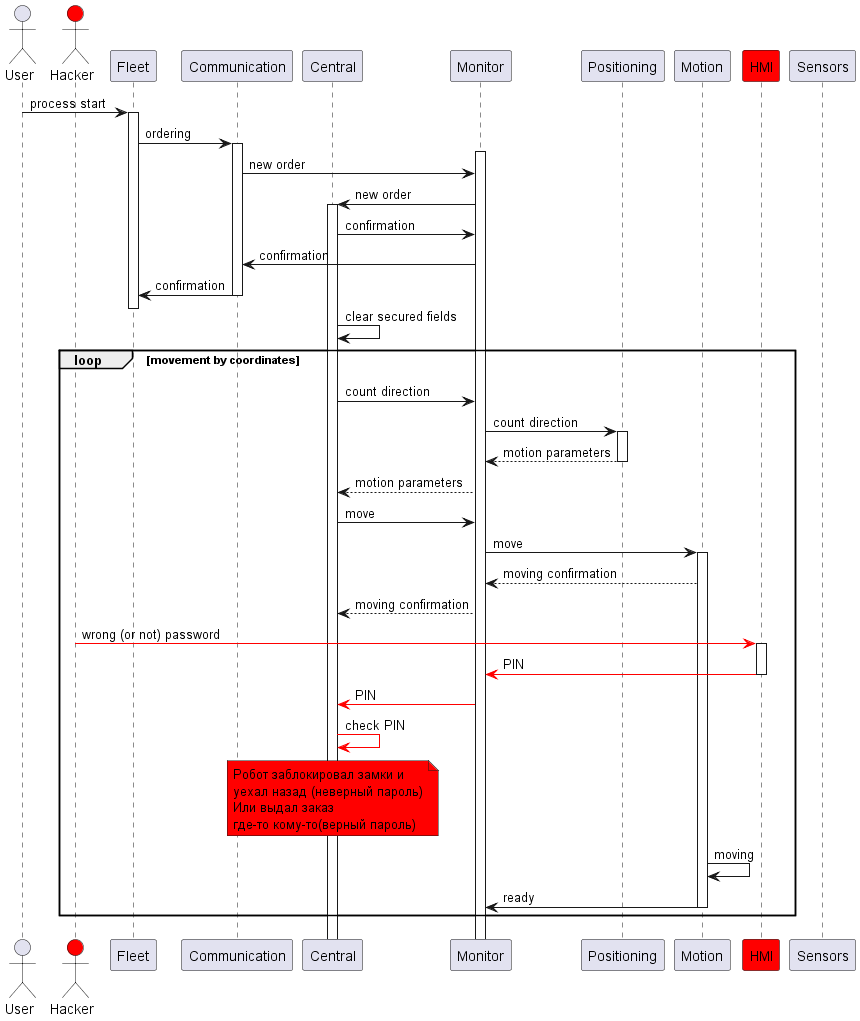 User
Hacker
Fleet
Communication
Central
Monitor
Positioning
Motion
HMI
Sensors
process start
ordering
new order
new order
confirmation
confirmation
confirmation
clear secured fields
loop
[movement by coordinates]
count direction
count direction
motion parameters
motion parameters
move
move
moving confirmation
moving confirmation
wrong (or not) password
PIN
PIN
check PIN
Робот заблокировал замки и
уехал назад (неверный пароль)
Или выдал заказ
где-то кому-то(верный пароль)
moving
ready
User
Hacker
Fleet
Communication
Central
Monitor
Positioning
Motion
HMI
Sensors